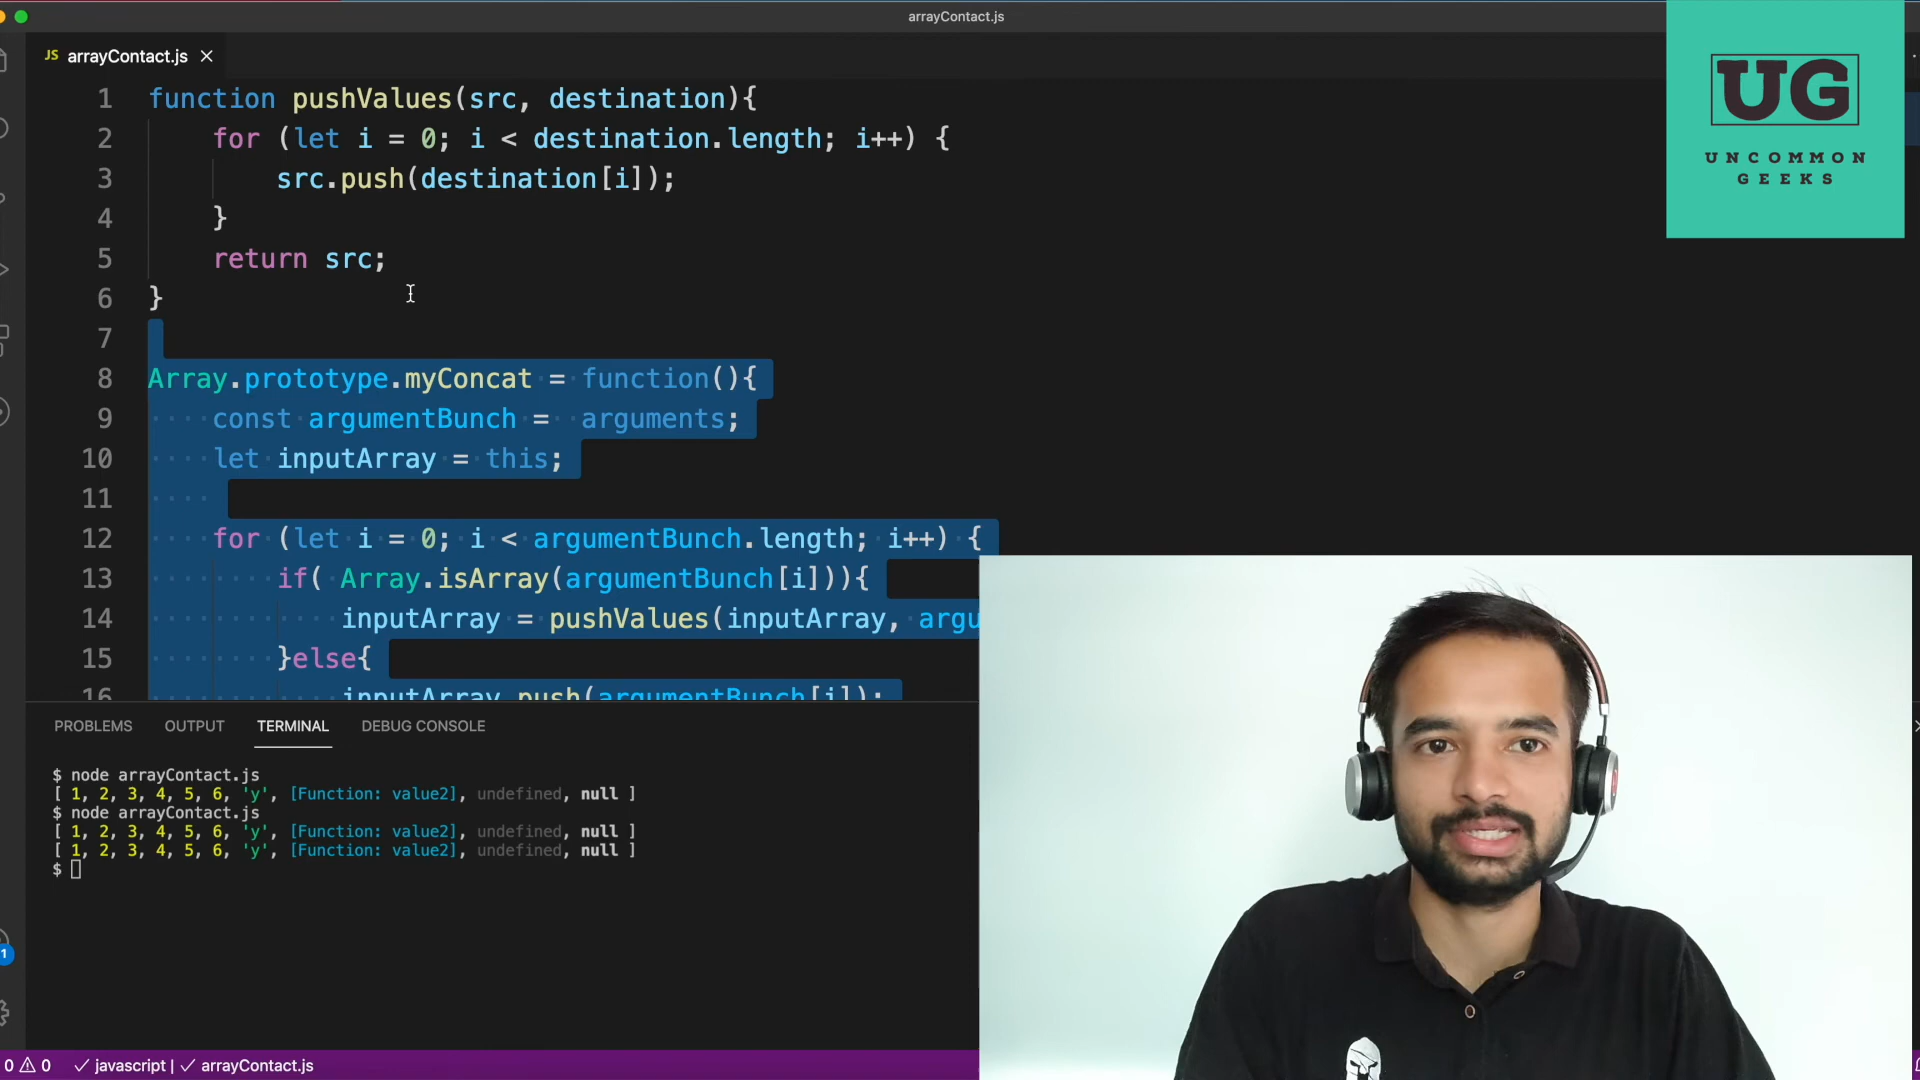 arrayContact.js
JS arrayContact.js
1 function pushValues(src, destination){
2 for (let i = 0; i < destination.length; i++) {
3 src.push(destination[i]);
4 }
5 return src;
6 }
7
8 Array.prototype.myConcat = function(){
9 const argumentBunch = arguments;
10 let inputArray = this;
11
12 for (let i = 0; i < argumentBunch.length; i++) {
13 if( Array.isArray(argumentBunch[i])){
14 inputArray = pushValues(inputArray, argu
15 }else{
16 inputArray.push(argumentBunch[i]);
UG
UNCOMMON
GEEKS
PROBLEMS OUTPUT TERMINAL DEBUG CONSOLE
$ node arrayContact.js
[ 1, 2, 3, 4, 5, 6, 'y', [Function: value2], undefined, null ]
$ node arrayContact.js
[ 1, 2, 3, 4, 5, 6, 'y', [Function: value2], undefined, null ]
[ 1, 2, 3, 4, 5, 6, 'y', [Function: value2], undefined, null ]
$
1
0 0 javascript | arrayContact.js